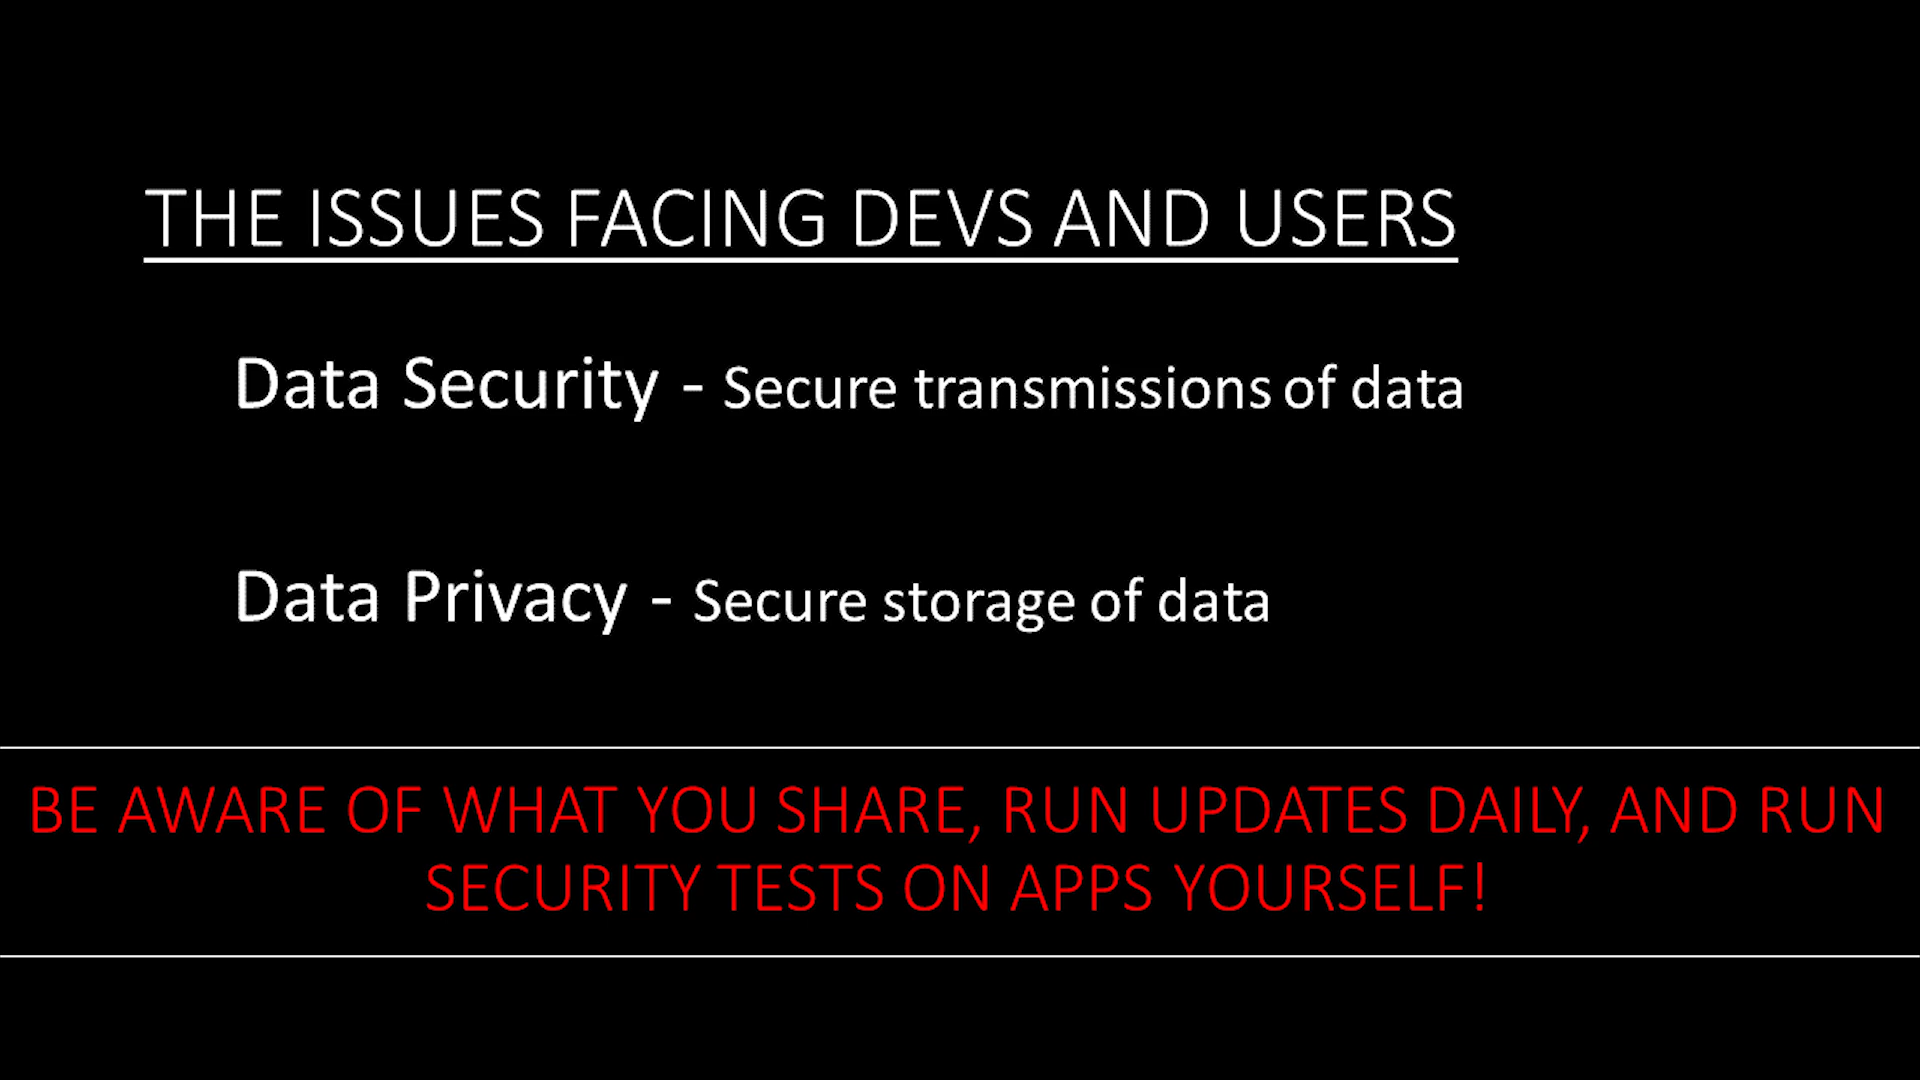 THE ISSUES FACING DEVS AND USERS
Data Security - Secure transmissions of data
Data Privacy - Secure storage of data
BE AWARE OF WHAT YOU SHARE, RUN UPDATES DAILY, AND RUN
SECURITY TESTS ON APPS YOURSELF!